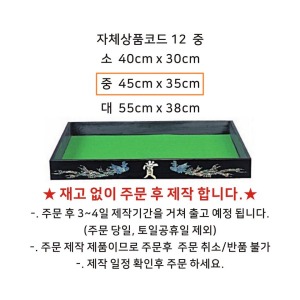 자체상품코드 12 중
소 40cm x 30cm
중 45cm x 35cm
대 55cm x 38cm
賞
★ 재고 없이 주문 후 제작 합니다.★
-. 주문 후 3~4일 제작기간을 거쳐 출고 예정 됩니다.
(주문 당일, 토일공휴일 제외)
-. 주문 제작 제품이므로 주문후 주문 취소/반품 불가
-. 제작 일정 확인후 주문 하세요.